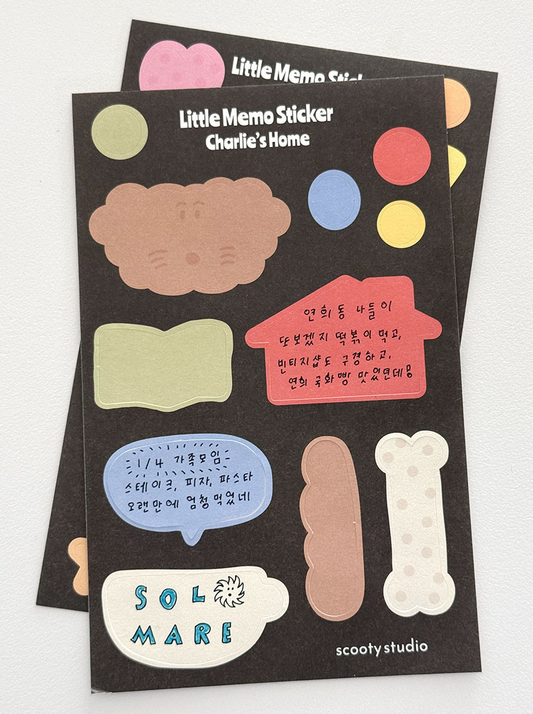 Little Memo Stick
Little Memo Sticker
Charlie's Home
연희동 나들이
또보겠지 떡볶이 먹고,
빈티지샵도 구경하고,
연희 국화빵 맛있었는데용
1/4 가족모임
스테이크, 피자, 파스타
오랜만에 엄청 먹었네!
SOL
MARE
scooty studio